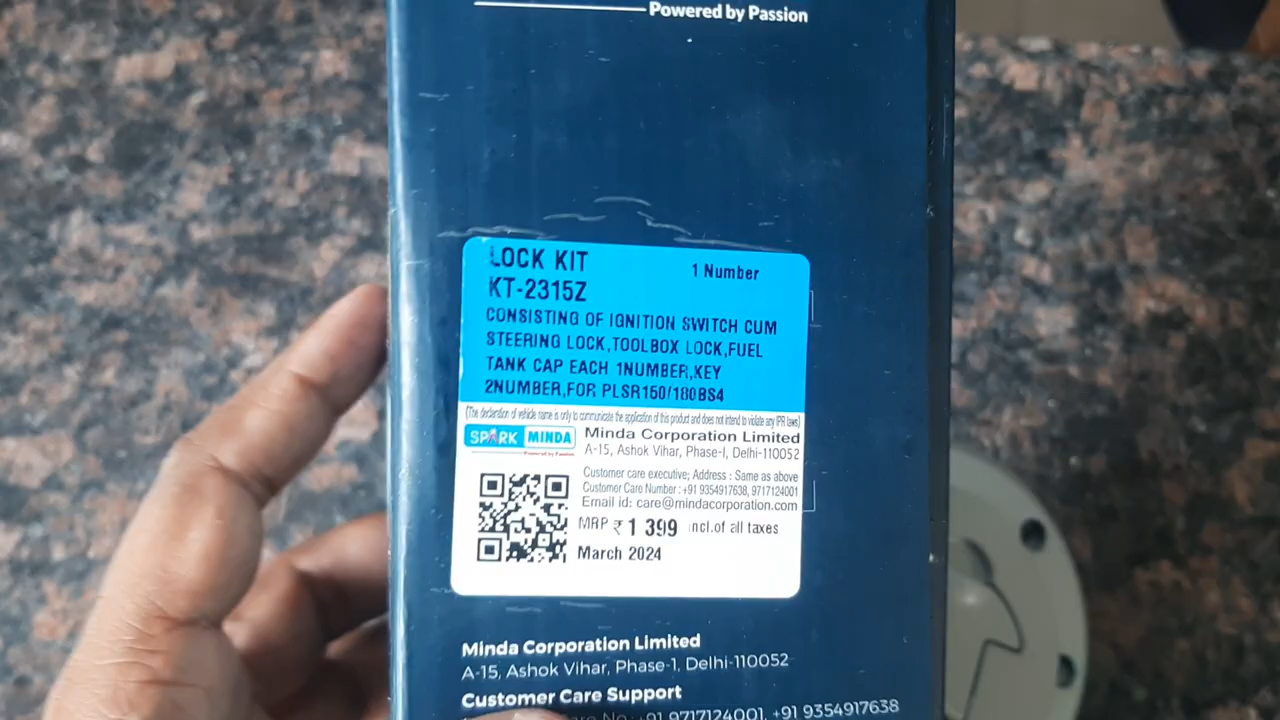 Powered by Passion
LOCK KIT
1 Number
KT-2315Z
CONSISTING OF IGNITION SWITCH CUM
STEERING LOCK,TOOLBOX LOCK,FUEL
TANK CAP EACH 1NUMBER,KEY
2NUMBER,FOR PLSR150/180BS4
(The declaration of vehicle name is only to communicate the application of this product and does not intend to violate any IPR laws)
SPARK MINDA
Powered by Passion
Minda Corporation Limited
A-15, Ashok Vihar, Phase-I, Delhi-110052
Customer care executive; Address : Same as above
Customer Care Number : +91 9354917638, 9717124001
Email id: care@mindacorporation.com
MRP ₹ 1 399 incl.of all taxes
March 2024
Minda Corporation Limited
A-15, Ashok Vihar, Phase-1, Delhi-110052
Customer Care Support
No +91 9717124001, +91 9354917638